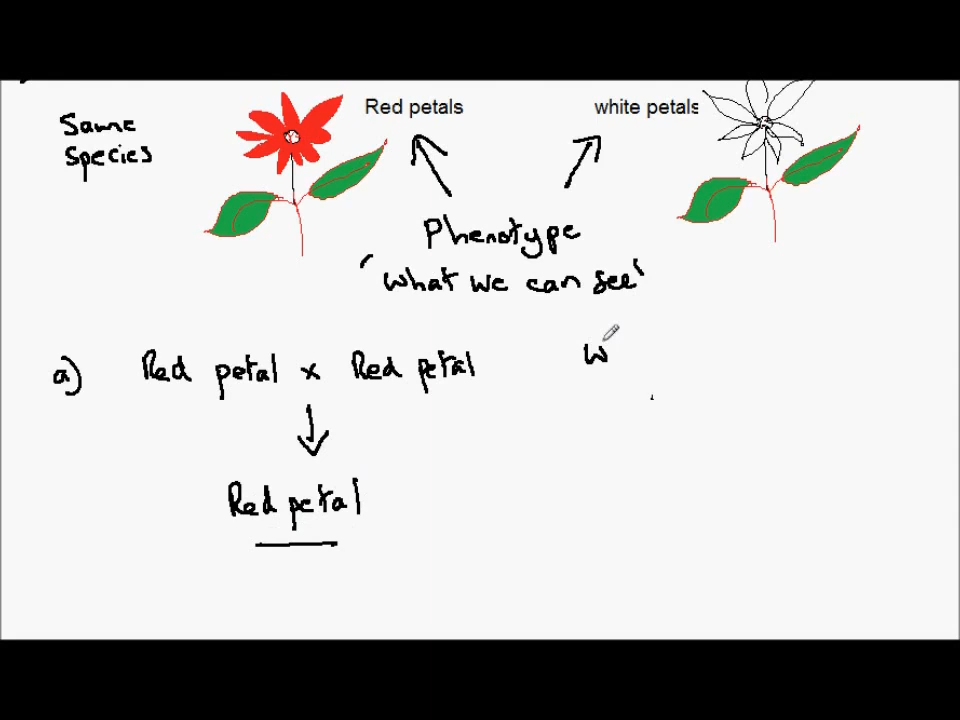 Red petals
white petals
Same
Species
Phenotype
'what we can see'
a) Red petal x Red petal
W
Red petal